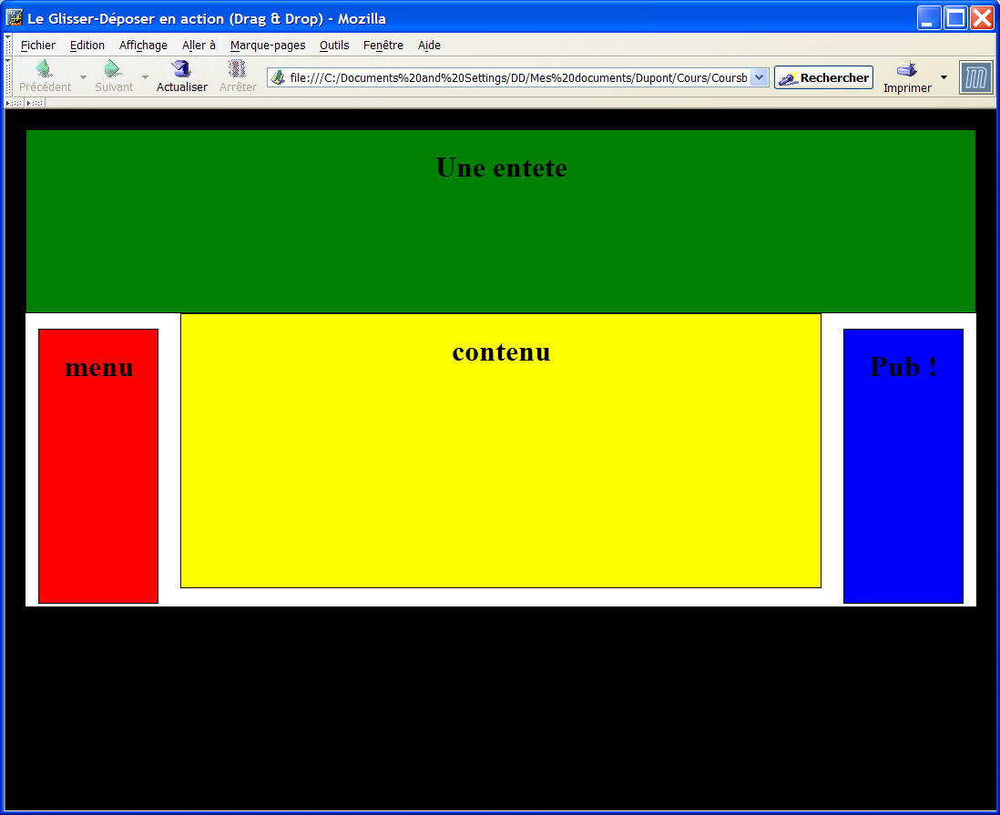 Le Glisser-Déposer en action (Drag & Drop) - Mozilla
Fichier Edition Affichage Aller à Marque-pages Outils Fenêtre Aide
Précédent Suivant Actualiser Arrêter file:///C:/Documents%20and%20Settings/DD/Mes%20documents/Dupont/Cours/Coursb Rechercher Imprimer
Une entete
contenu
menu Pub !